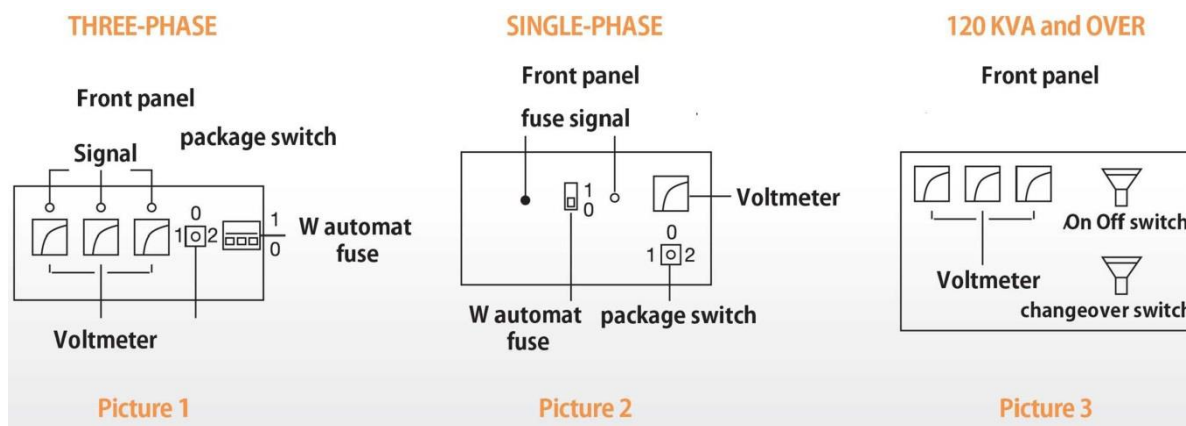 THREE-PHASE
Front panel
package switch
Signal
0
1 2
1
0
W automat
fuse
Voltmeter
Picture 1
SINGLE-PHASE
Front panel
fuse signal
1
0
Voltmeter
0
1 2
W automat
fuse
package switch
Picture 2
120 KVA and OVER
Front panel
On Off switch
Voltmeter
changeover switch
Picture 3